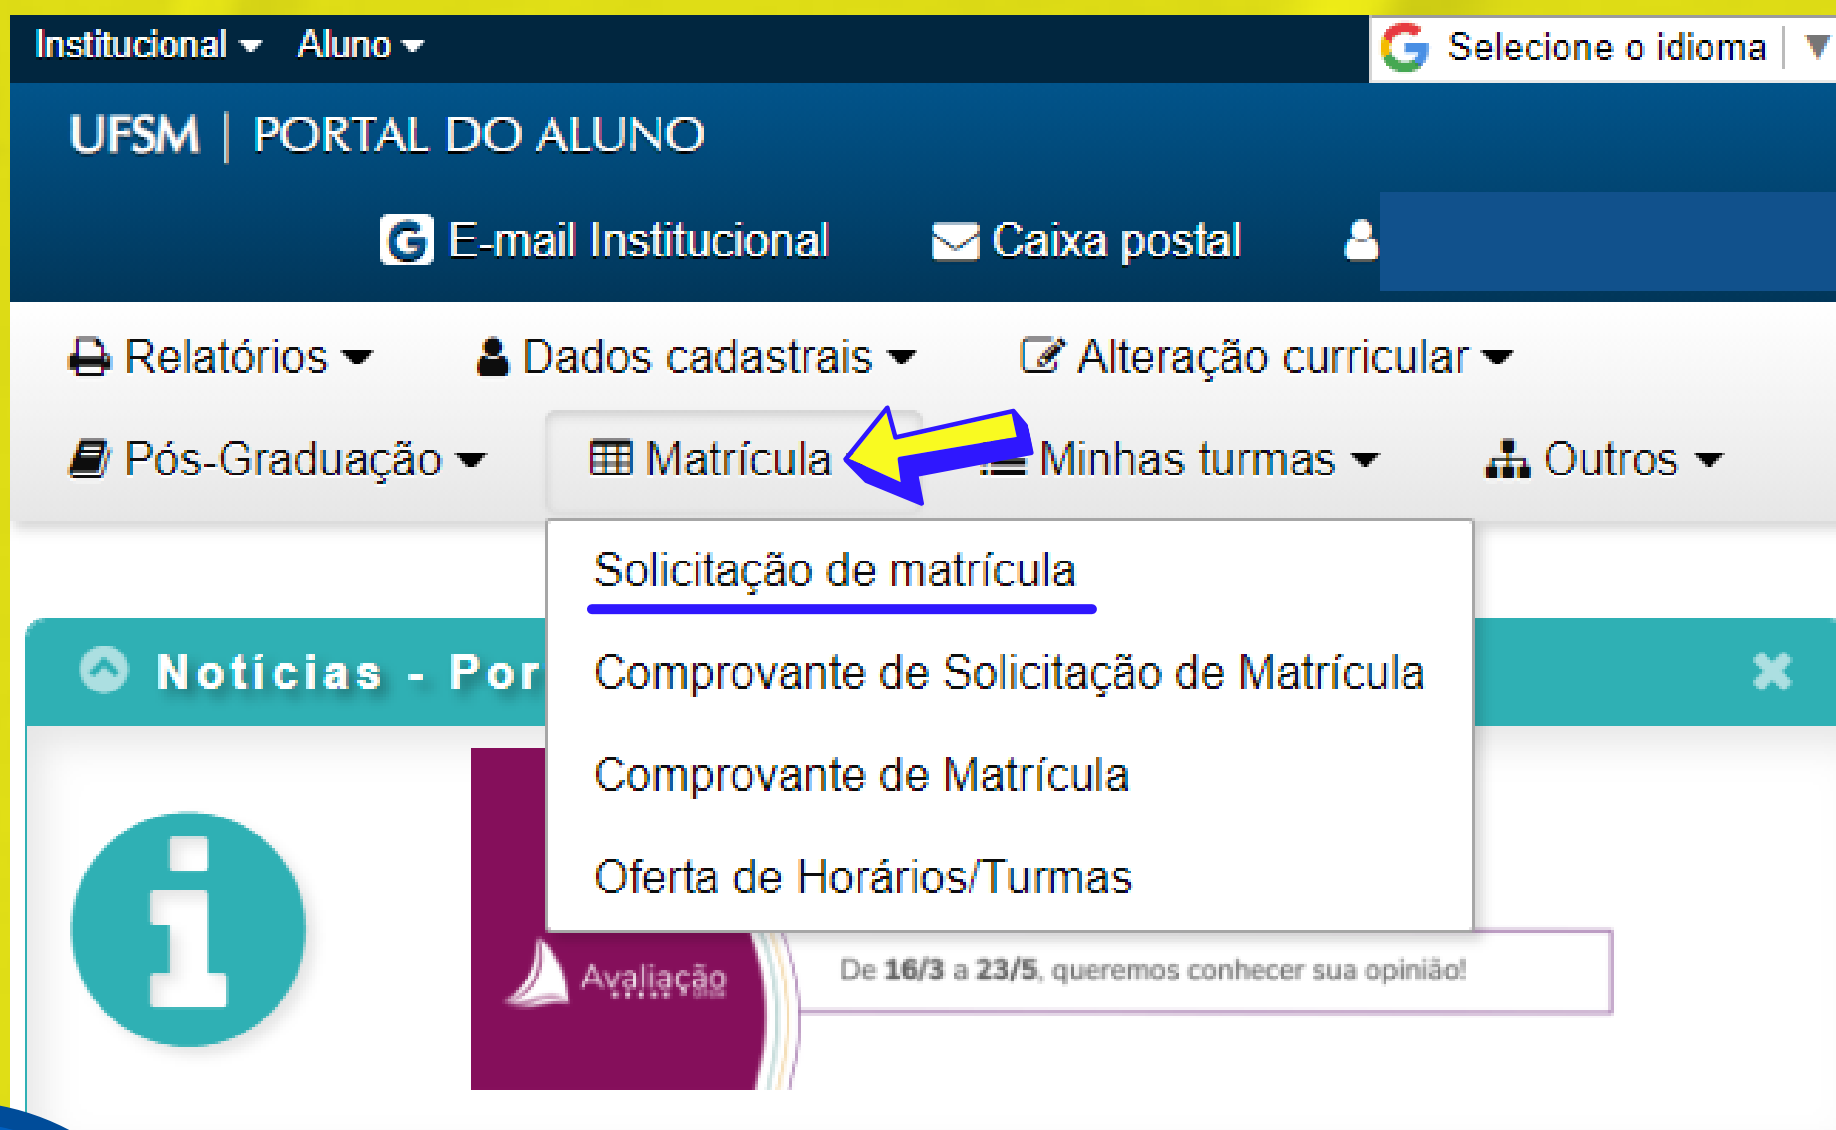 Institucional Aluno
Selecione o idioma
UFSM | PORTAL DO ALUNO
E-mail Institucional Caixa postal
Relatórios Dados cadastrais Alteração curricular
Pós-Graduação Matrícula Minhas turmas Outros
Solicitação de matrícula
Notícias - Por
Comprovante de Solicitação de Matrícula
Comprovante de Matrícula
Oferta de Horários/Turmas
Avaliação
De 16/3 a 23/5, queremos conhecer sua opinião!